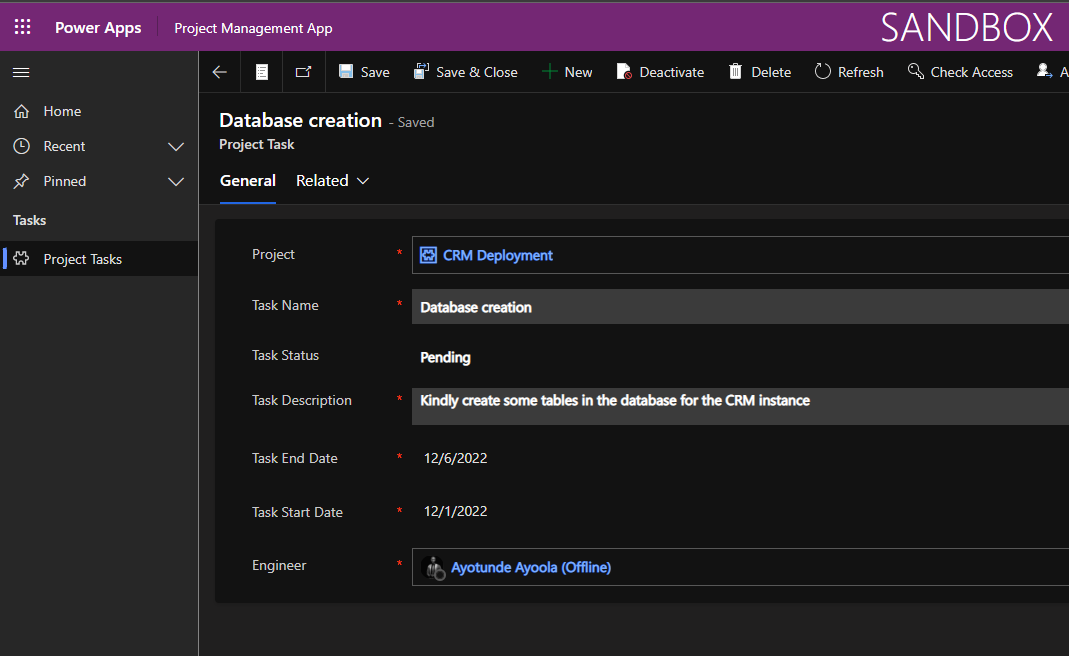 Power Apps Project Management App SANDBOX
Save Save & Close New Deactivate Delete Refresh Check Access A
Home
Recent
Pinned
Tasks
Project Tasks
Database creation - Saved
Project Task
General Related
Project * CRM Deployment
Task Name * Database creation
Task Status Pending
Task Description * Kindly create some tables in the database for the CRM instance
Task End Date * 12/6/2022
Task Start Date * 12/1/2022
Engineer * Ayotunde Ayoola (Offline)